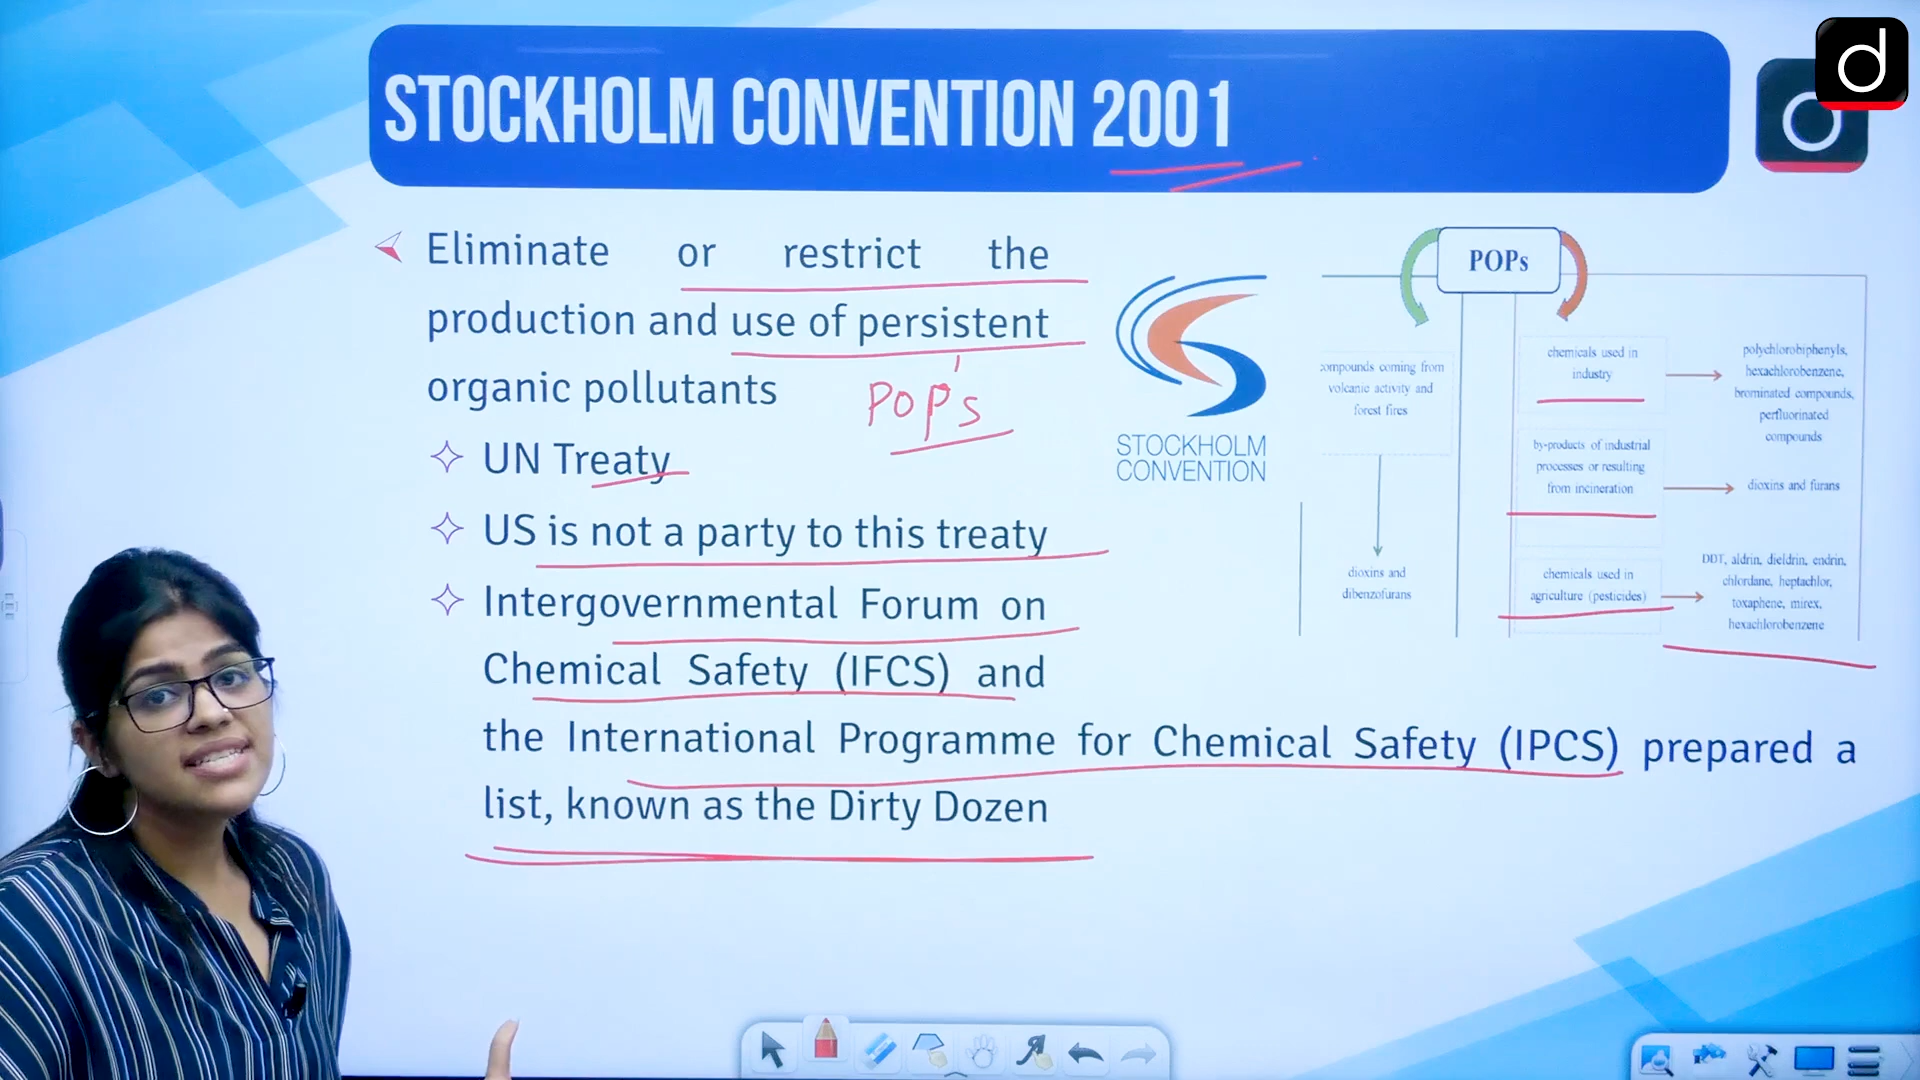 STOCKHOLM CONVENTION 2001
Eliminate or restrict the
production and use of persistent
organic pollutants
POP's
UN Treaty
US is not a party to this treaty
Intergovernmental Forum on
Chemical Safety (IFCS) and
the International Programme for Chemical Safety (IPCS) prepared a
list, known as the Dirty Dozen
STOCKHOLM
CONVENTION
POPs
compounds coming from
volcanic activity and
forest fires
dioxins and
dibenzofurans
chemicals used in
industry
polychlorobiphenyls,
hexachlorobenzene,
brominated compounds,
perfluorinated
compounds
by-products of industrial
processes or resulting
from incineration
dioxins and furans
chemicals used in
agriculture (pesticides)
DDT, aldrin, dieldrin, endrin,
chlordane, heptachlor,
toxaphene, mirex,
hexachlorobenzene
d